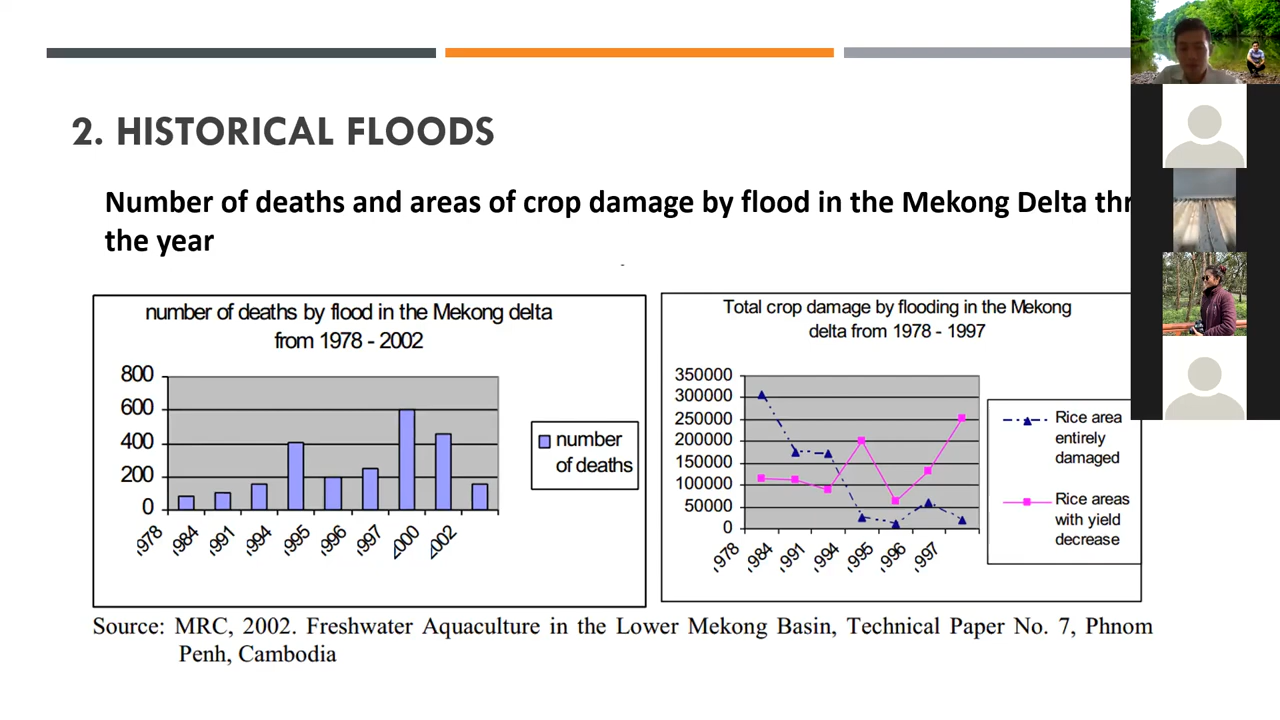 2. HISTORICAL FLOODS
Number of deaths and areas of crop damage by flood in the Mekong Delta
the year
number of deaths by flood in the Mekong delta
from 1978 - 2002
800
600
400
200
0
1978
1984
1991
1994
1995
1996
1997
2000
2002
number
of deaths
Total crop damage by flooding in the Mekong
delta from 1978 - 1997
350000
300000
250000
200000
150000
100000
50000
0
1978
1984
1991
1994
1995
1996
1997
Rice area
entirely
damaged
Rice areas
with yield
decrease
Source: MRC, 2002. Freshwater Aquaculture in the Lower Mekong Basin, Technical Paper No. 7, Phnom
Penh, Cambodia